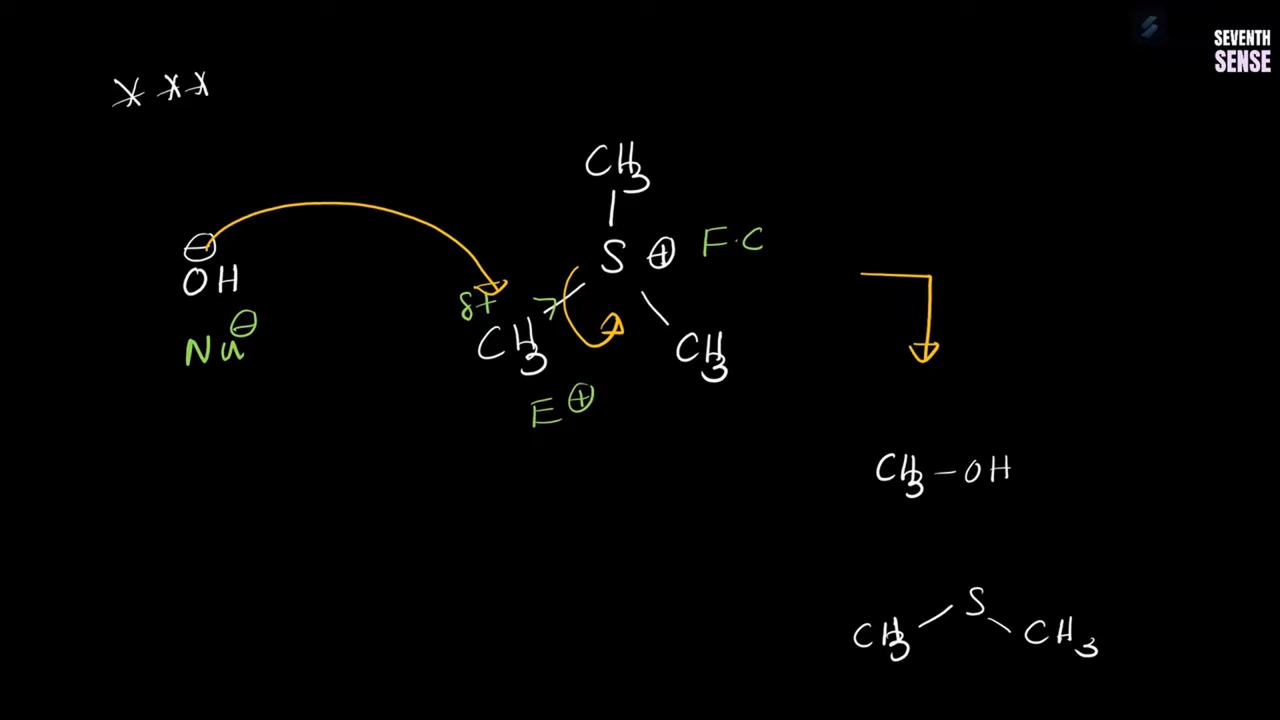 SEVENTH
SENSE
***
CH3
⊖
OH
S ⊕ F.C
Nu⊖
δ+
CH3
CH3
E⊕
CH3-OH
S
CH3 CH3